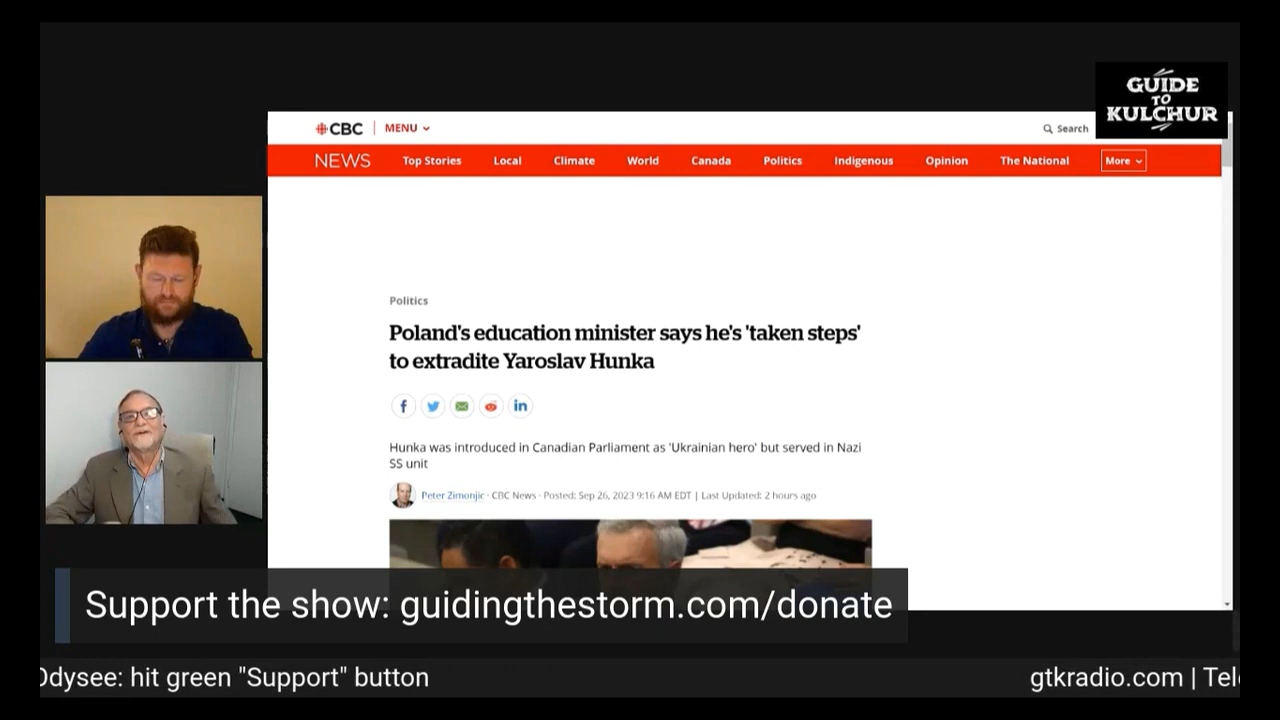 GUIDE
TO
KULCHUR
CBC MENU
Search
NEWS Top Stories Local Climate World Canada Politics Indigenous Opinion The National More
Politics
Poland's education minister says he's 'taken steps'
to extradite Yaroslav Hunka
Hunka was introduced in Canadian Parliament as 'Ukrainian hero' but served in Nazi
SS unit
Peter Zimonjic · CBC News · Posted: Sep 26, 2023 9:16 AM EDT | Last Updated: 2 hours ago
Support the show: guidingthestorm.com/donate
Odysee: hit green "Support" button
gtkradio.com | Tel